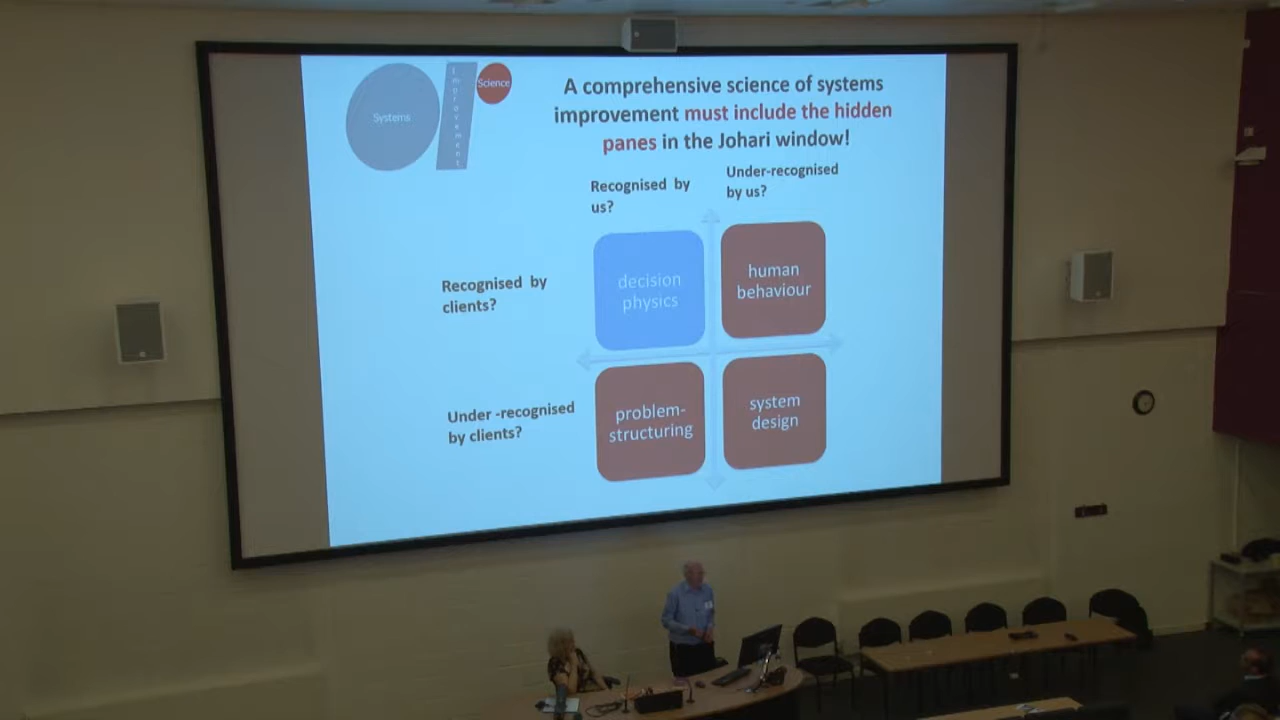 Systems
Improvement
Science
A comprehensive science of systems
improvement must include the hidden
panes in the Johari window!
Recognised by
us?
Under-recognised
by us?
Recognised by
clients?
decision
physics
human
behaviour
Under -recognised
by clients?
problem-
structuring
system
design